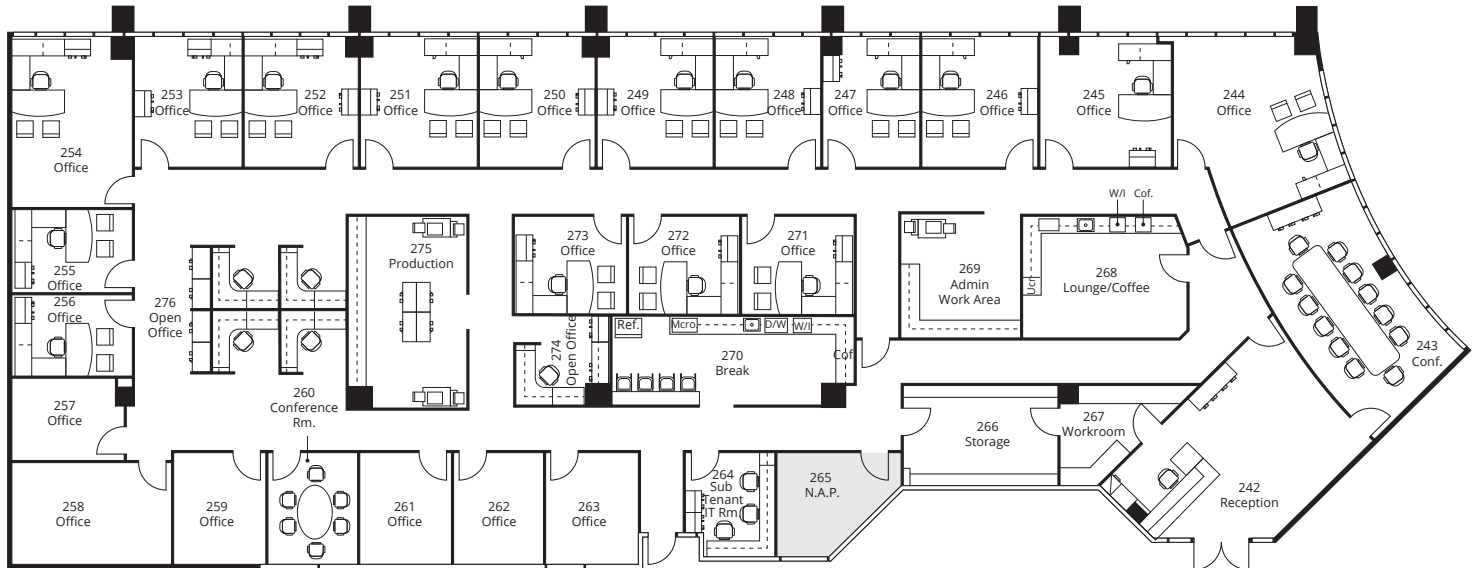 253
Office
252
Office
251
Office
250
Office
249
Office
248
Office
247
Office
246
Office
245
Office
244
Office
254
Office
W/I
Cof.
255
Office
256
Office
276
Open
Office
275
Production
273
Office
272
Office
271
Office
269
Admin
Work Area
Ucr
268
Lounge/Coffee
274
Open Office
Ref.
Mcro.
D/W
W/I
Cof.
270
Break
243
Conf.
257
Office
260
Conference
Rm.
266
Storage
267
Workroom
258
Office
259
Office
261
Office
262
Office
263
Office
264
Sub
Tenant
IT Rm.
265
N.A.P.
242
Reception